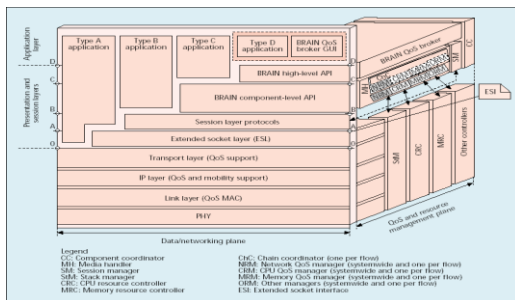 Application layer
Presentation and session layers
Type A application
Type B application
Type C application
Type D application
BRAIN QoS broker GUI
BRAIN high-level API
BRAIN component-level API
Session layer protocols
Extended socket layer (ESL)
Transport layer (QoS support)
IP layer (QoS and mobility support)
Link layer (QoS MAC)
PHY
Data/networking plane
D
C
B
A
O
BRAIN QoS broker
CC
SM
MH
ESI
StM
CRC
MRC
Other controllers
QoS and resource management plane
Legend
CC: Component coordinator
MH: Media handler
SM: Session manager
StM: Stack manager
CRC: CPU resource controller
MRC: Memory resource controller
ChC: Chain coordinator (one per flow)
NRM: Network QoS manager (systemwide and one per flow)
CRM: CPU QoS manager (systemwide and one per flow)
MRM: Memory QoS manager (systemwide and one per flow)
ORM: Other managers (systemwide and one per flow)
ESI: Extended socket interface